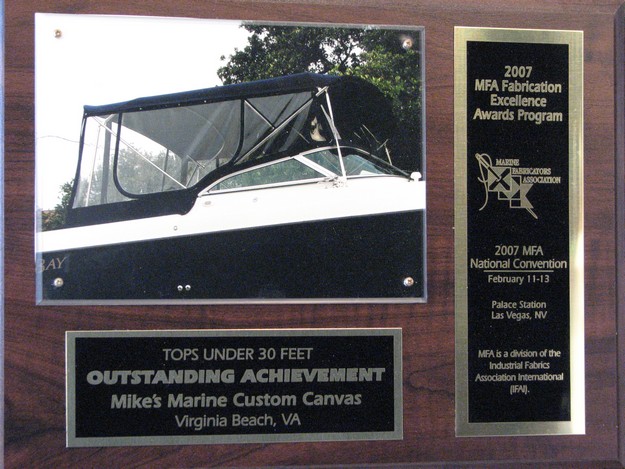 2007
MFA Fabrication
Excellence
Awards Program
MARINE
FABRICATORS
ASSOCIATION
2007 MFA
National Convention
February 11-13
Palace Station
Las Vegas, NV
MFA is a division of the
Industrial Fabrics
Association International
(IFAI).
TOPS UNDER 30 FEET
OUTSTANDING ACHIEVEMENT
Mike's Marine Custom Canvas
Virginia Beach, VA